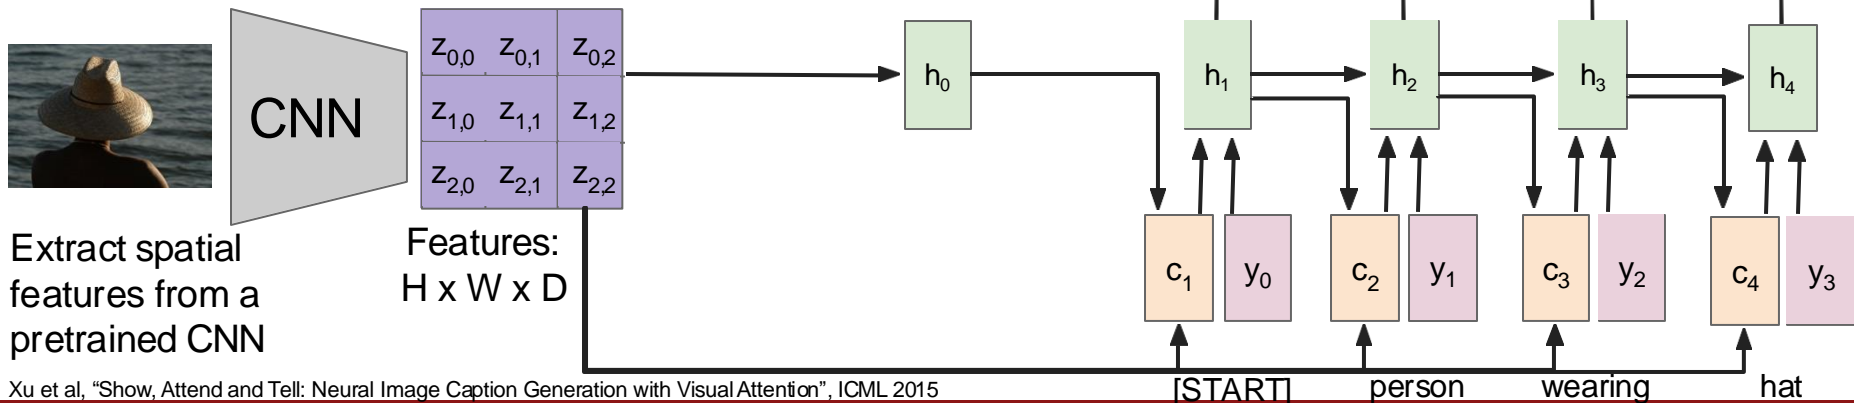 z0,0 z0,1 z0,2
z1,0 z1,1 z1,2
z2,0 z2,1 z2,2
CNN
h0
h1
h2
h3
h4
Extract spatial
features from a
pretrained CNN
Features:
H x W x D
c1
y0
c2
y1
c3
y2
c4
y3
[START] person wearing hat
Xu et al, “Show, Attend and Tell: Neural Image Caption Generation with Visual Attention”, ICML 2015